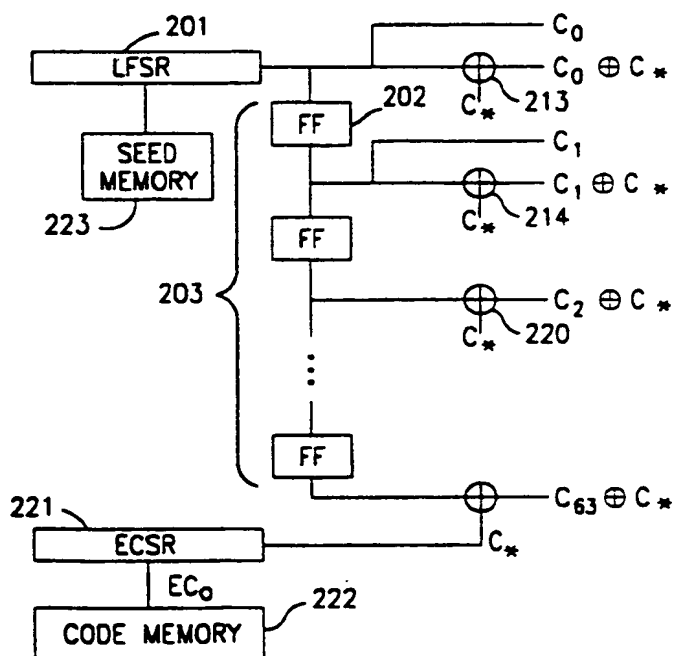 201
C₀
LFSR
202
C₀ ⊕ C*
C*
213
FF
C₁
SEED
MEMORY
C₁ ⊕ C*
223
C*
214
FF
203
C₂ ⊕ C*
C*
220
...
FF
221
C₆₃ ⊕ C*
ECSR
C*
EC₀
222
CODE MEMORY